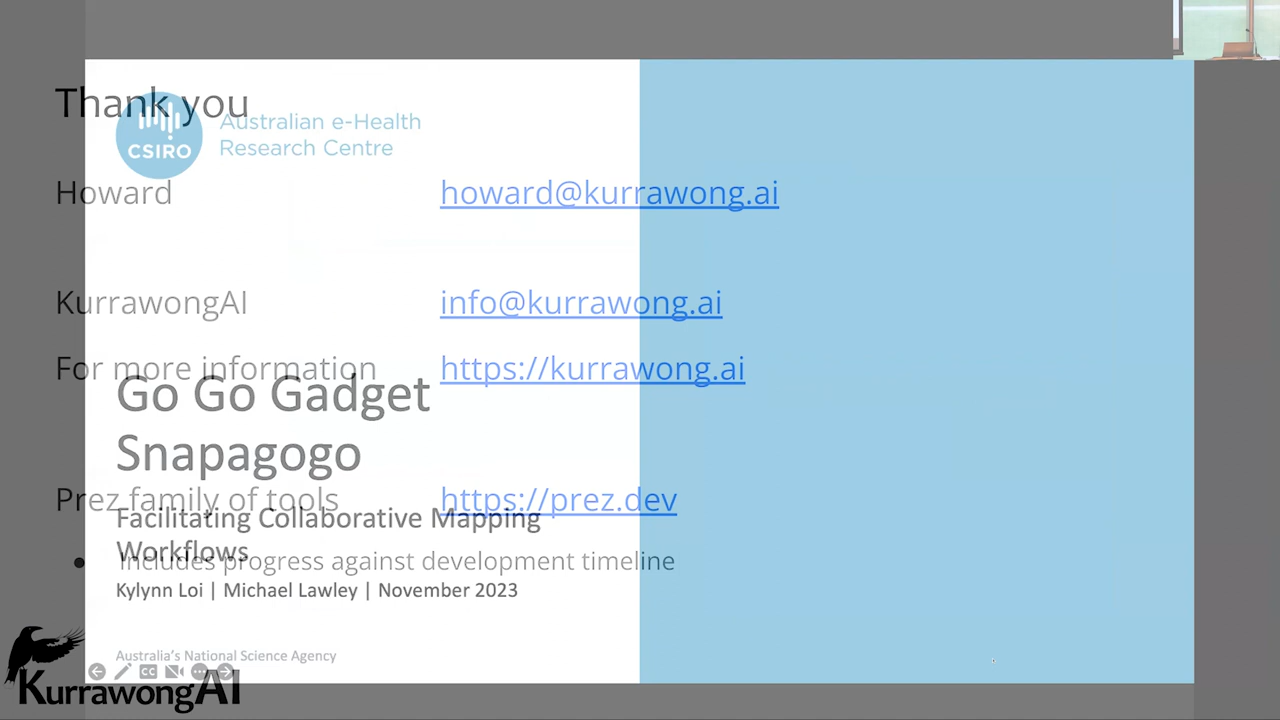 Thank you
CSIRO
Australian e-Health
Research Centre
Howard howard@kurrawong.ai
KurrawongAI info@kurrawong.ai
For more information https://kurrawong.ai
Go Go Gadget
Snapagogo
Prez family of tools https://prez.dev
Facilitating Collaborative Mapping
Workflows
● Includes progress against development timeline
Kylynn Loi | Michael Lawley | November 2023
Australia's National Science Agency
CC
KurrawongAI